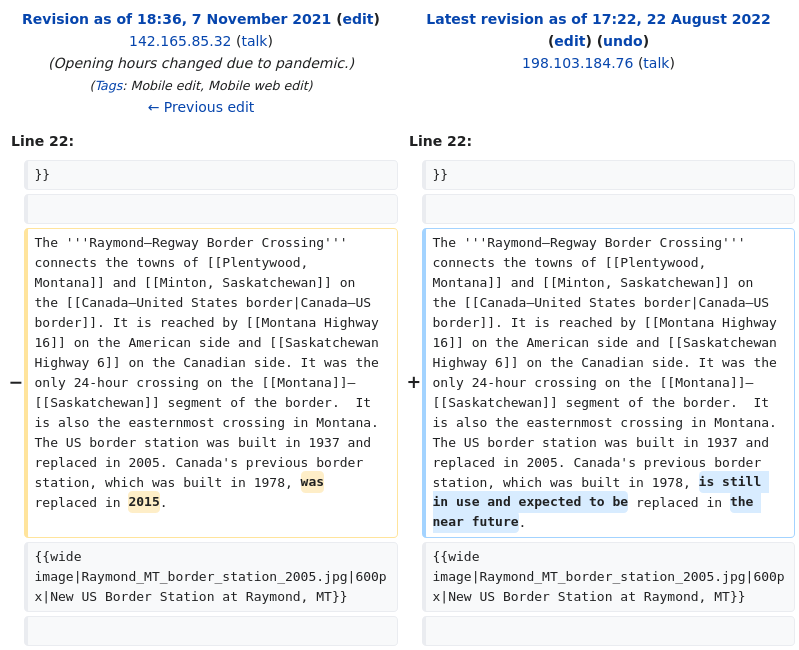 Revision as of 18:36, 7 November 2021 (edit)
142.165.85.32 (talk)
(Opening hours changed due to pandemic.)
(Tags: Mobile edit, Mobile web edit)
← Previous edit
Latest revision as of 17:22, 22 August 2022
(edit) (undo)
198.103.184.76 (talk)
Line 22:
Line 22:
}}
}}
−
The '''Raymond–Regway Border Crossing'''
connects the towns of [[Plentywood,
Montana]] and [[Minton, Saskatchewan]] on
the [[Canada–United States border|Canada–US
border]]. It is reached by [[Montana Highway
16]] on the American side and [[Saskatchewan
Highway 6]] on the Canadian side. It was the
only 24-hour crossing on the [[Montana]]–
[[Saskatchewan]] segment of the border.  It
is also the easternmost crossing in Montana.
The US border station was built in 1937 and
replaced in 2005. Canada's previous border
station, which was built in 1978, was
replaced in 2015.
+
The '''Raymond–Regway Border Crossing'''
connects the towns of [[Plentywood,
Montana]] and [[Minton, Saskatchewan]] on
the [[Canada–United States border|Canada–US
border]]. It is reached by [[Montana Highway
16]] on the American side and [[Saskatchewan
Highway 6]] on the Canadian side. It was the
only 24-hour crossing on the [[Montana]]–
[[Saskatchewan]] segment of the border.  It
is also the easternmost crossing in Montana.
The US border station was built in 1937 and
replaced in 2005. Canada's previous border
station, which was built in 1978, is still
in use and expected to be replaced in the
near future.
{{wide
image|Raymond_MT_border_station_2005.jpg|600p
x|New US Border Station at Raymond, MT}}
{{wide
image|Raymond_MT_border_station_2005.jpg|600p
x|New US Border Station at Raymond, MT}}